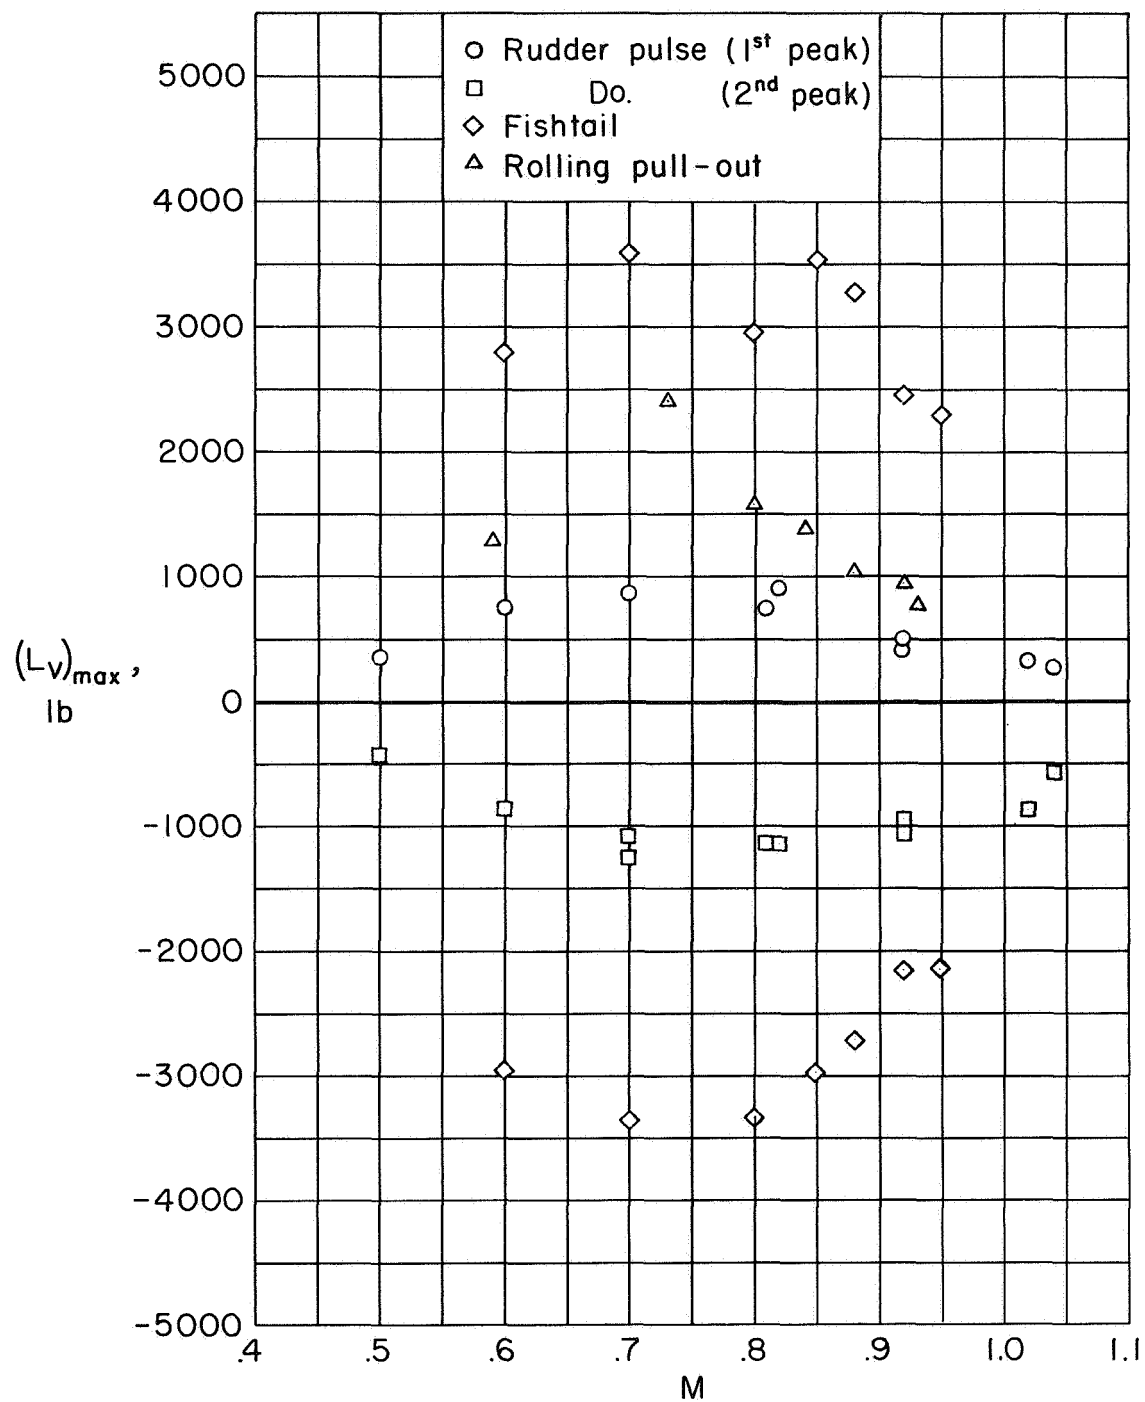 Rudder pulse (1st peak)
Do. (2nd peak)
Fishtail
Rolling pull-out
5000
4000
3000
2000
1000
0
-1000
-2000
-3000
-4000
-5000
(Lv)max,
lb
.4 .5 .6 .7 .8 .9 1.0 1.1
M